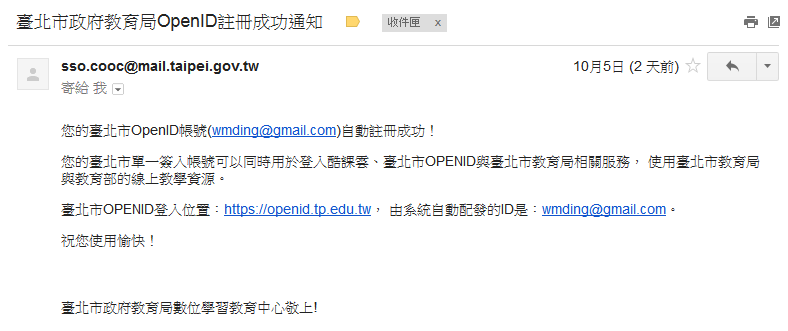 臺北市政府教育局OpenID註冊成功通知 收件匣 x
sso.cooc@mail.taipei.gov.tw 10月5日 (2 天前)
寄給 我
您的臺北市OpenID帳號(wmding@gmail.com)自動註冊成功！
您的臺北市單一簽入帳號可以同時用於登入酷課雲、臺北市OPENID與臺北市教育局相關服務， 使用臺北市教育局
與教育部的線上教學資源。
臺北市OPENID登入位置：https://openid.tp.edu.tw， 由系統自動配發的ID是：wmding@gmail.com。
祝您使用愉快！
臺北市政府教育局數位學習教育中心敬上!